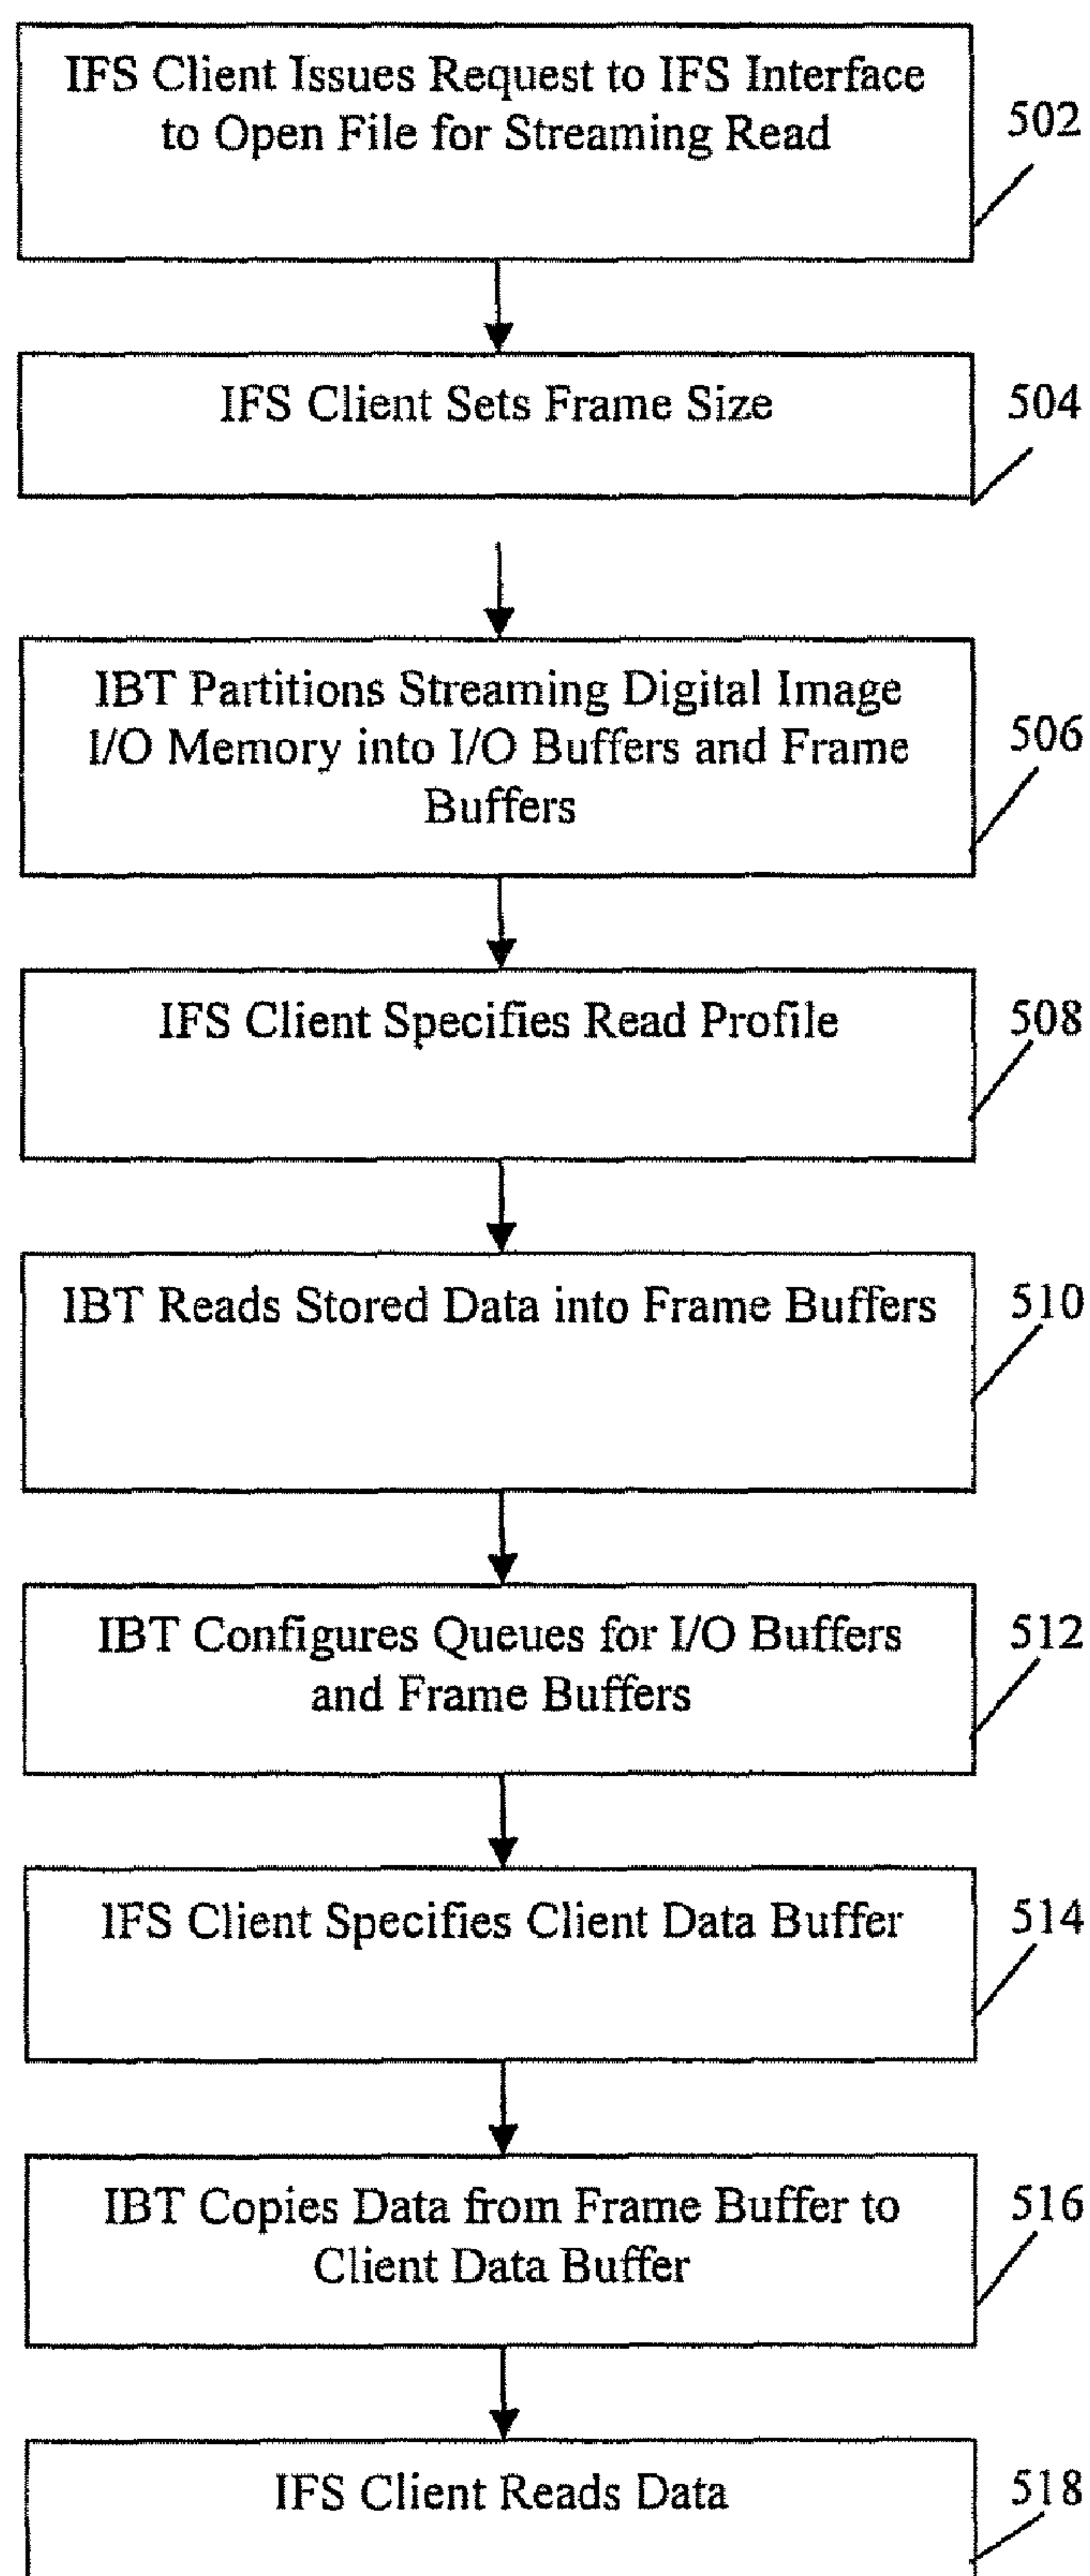 IFS Client Issues Request to IFS Interface
to Open File for Streaming Read
502
IFS Client Sets Frame Size
504
IBT Partitions Streaming Digital Image
I/O Memory into I/O Buffers and Frame
Buffers
506
IFS Client Specifies Read Profile
508
IBT Reads Stored Data into Frame Buffers
510
IBT Configures Queues for I/O Buffers
and Frame Buffers
512
IFS Client Specifies Client Data Buffer
514
IBT Copies Data from Frame Buffer to
Client Data Buffer
516
IFS Client Reads Data
518